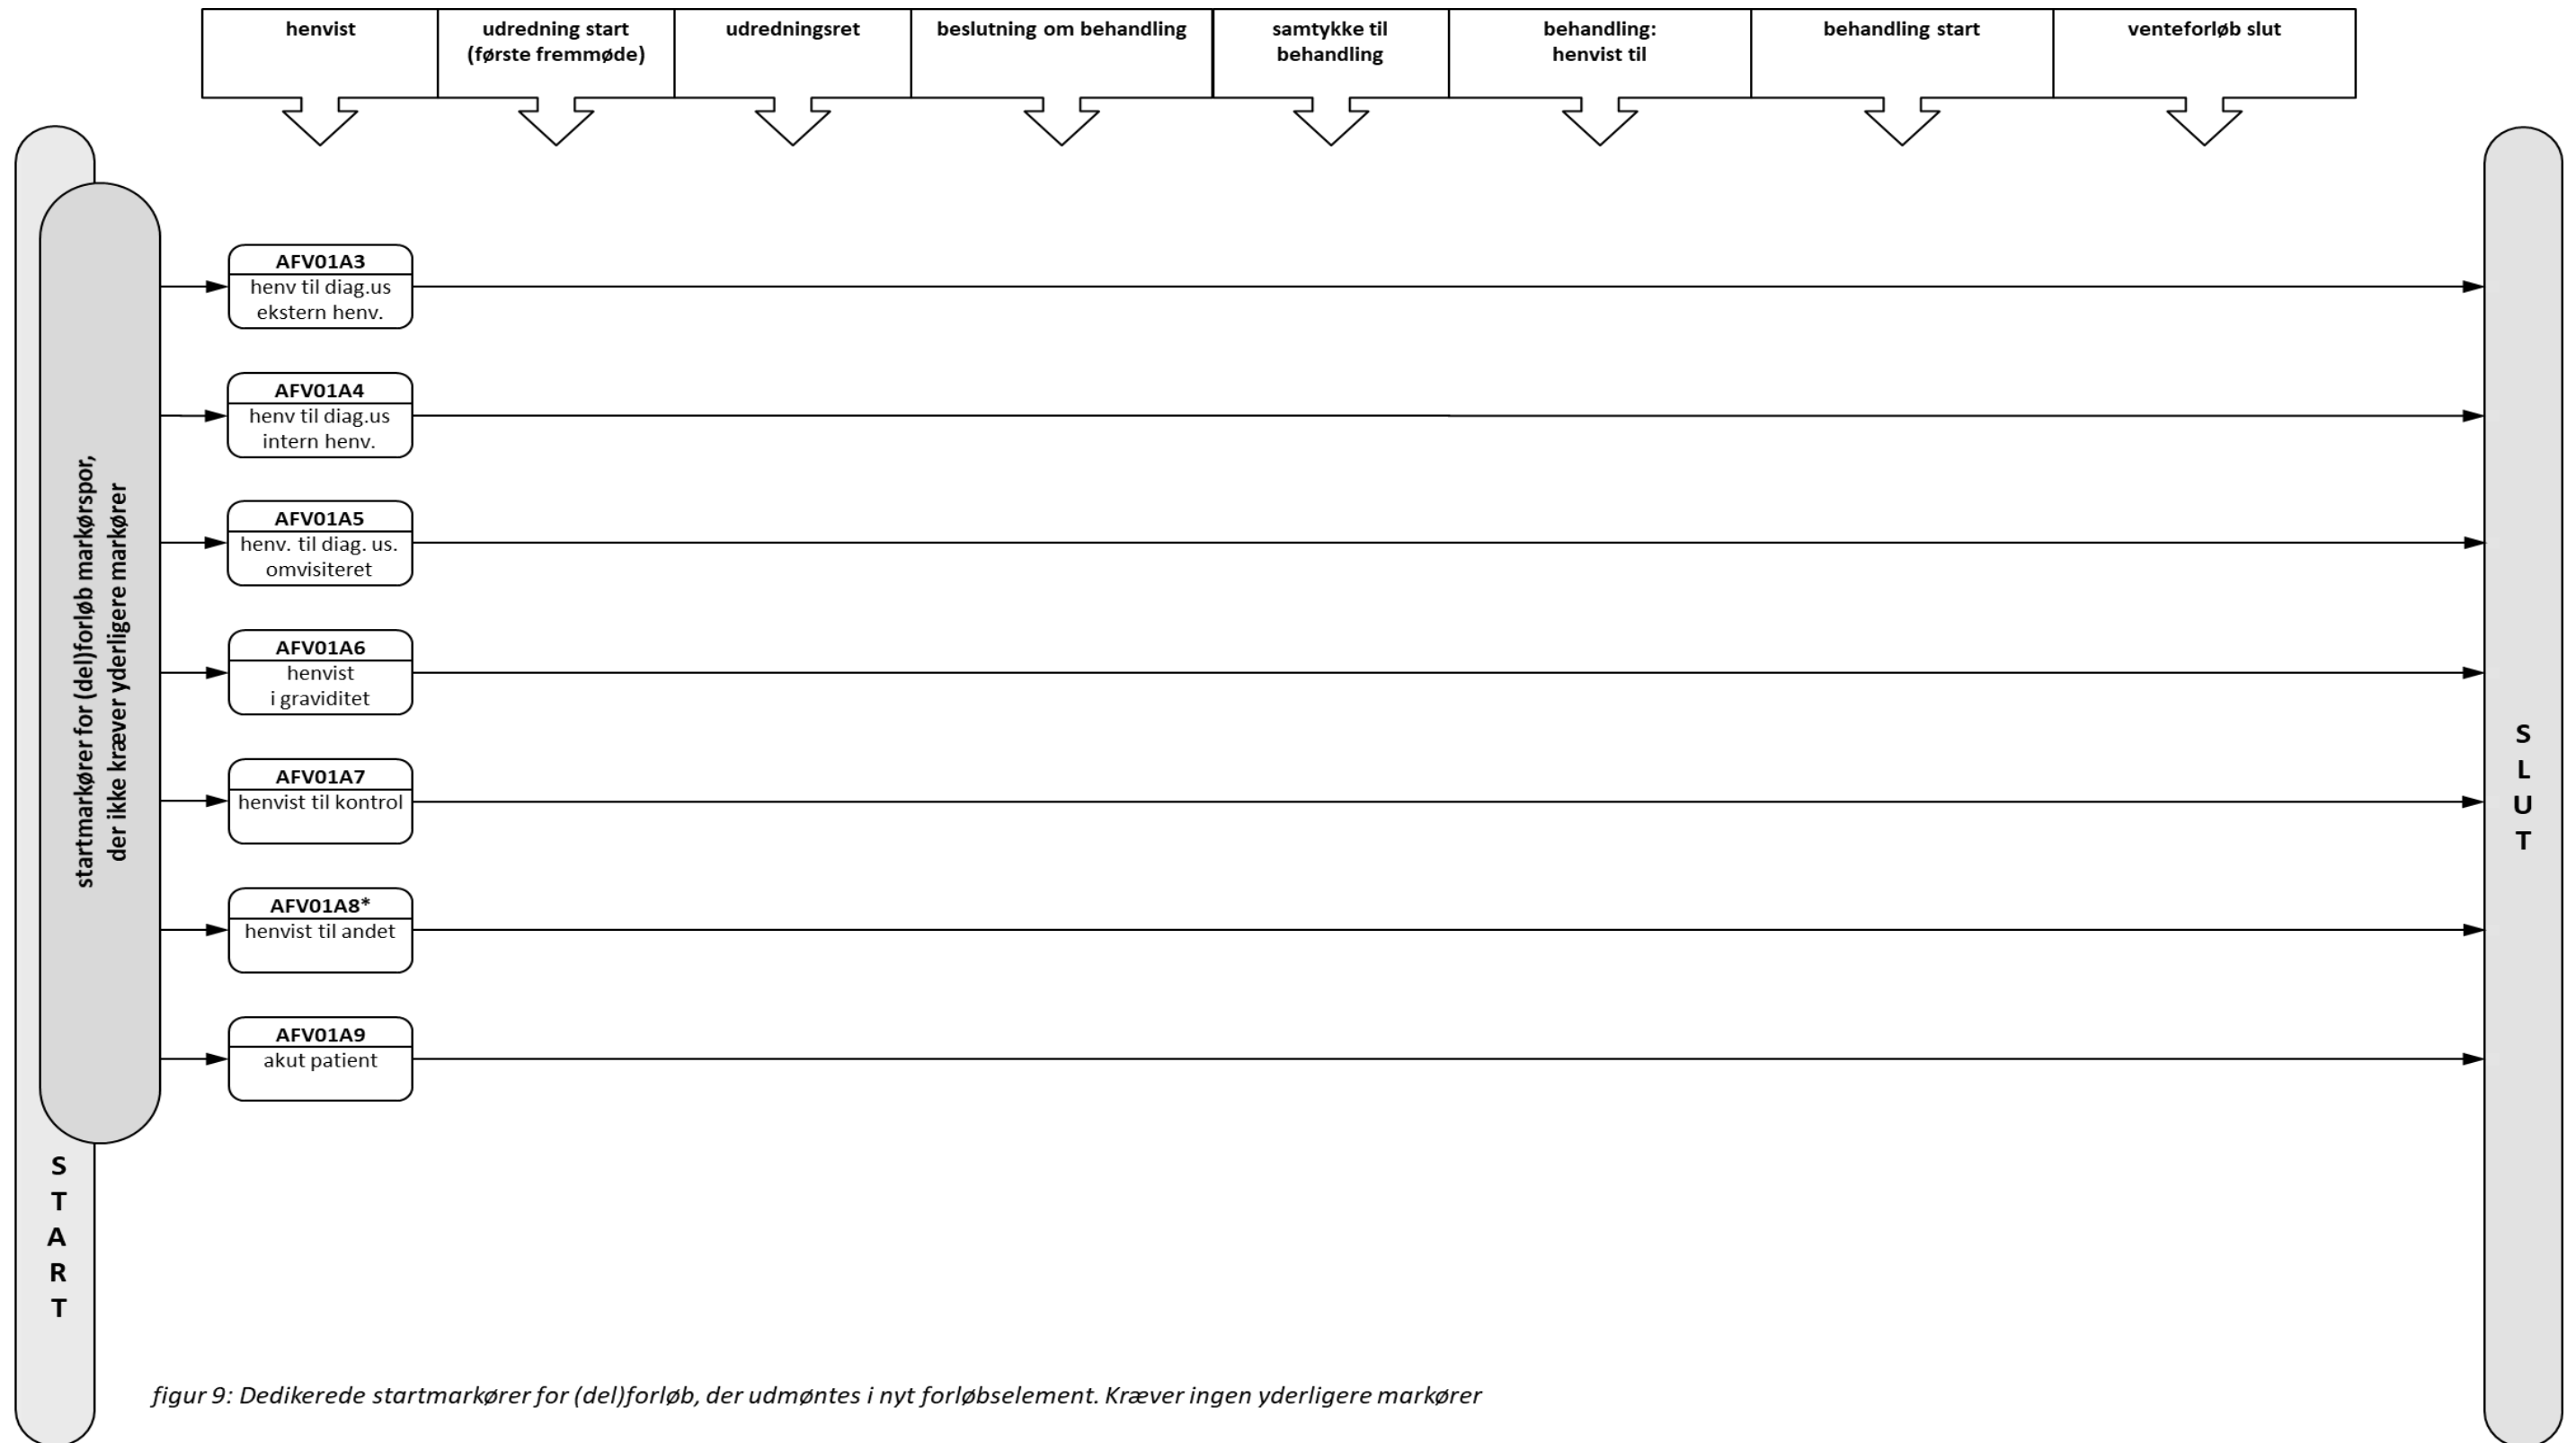 henvist
udredning start
(første fremmøde)
udredningsret
beslutning om behandling
samtykke til
behandling
behandling:
henvist til
behandling start
venteforløb slut
startmarkører for (del)forløb markørspor,
der ikke kræver yderligere markører
AFV01A3
henv til diag.us
ekstern henv.
AFV01A4
henv til diag.us
intern henv.
AFV01A5
henv. til diag. us.
omvisiteret
AFV01A6
henvist
i graviditet
AFV01A7
henvist til kontrol
AFV01A8*
henvist til andet
AFV01A9
akut patient
S
T
A
R
T
S
L
U
T
figur 9: Dedikerede startmarkører for (del)forløb, der udmøntes i nyt forløbselement. Kræver ingen yderligere markører